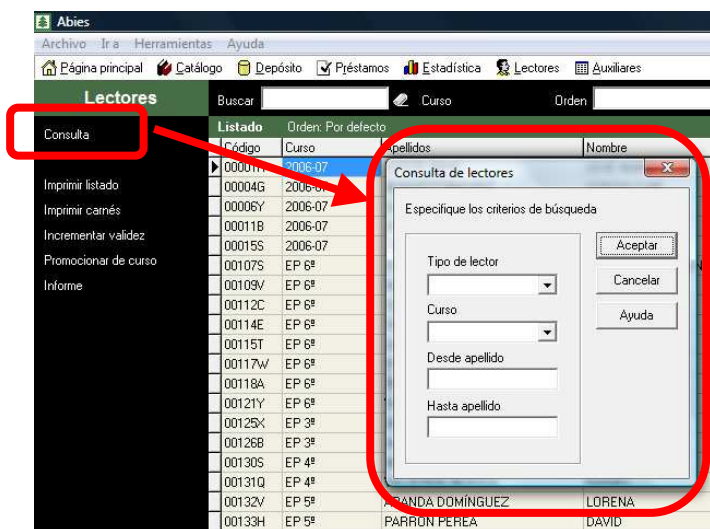 Abies
Archivo Ir a Herramientas Ayuda
Página principal Catálogo Depósito Préstamos Estadística Lectores Auxiliares
Lectores Buscar Curso Orden
Consulta
Listado Orden: Por defecto
Código Curso Apellidos Nombre
2006-07
00004G 2006-07
00006Y 2006-07
00011B 2006-07
00015S 2006-07
00107S EP 6º
00109V EP 6º
00112C EP 6º
00114E EP 6º
00115T EP 6º
00117W EP 6º
00118A EP 6º
00121Y EP 6º
00125X EP 3º
00126B EP 3º
00130S EP 4º
00131Q EP 4º
00132V EP 5º ARANDA DOMÍNGUEZ LORENA
00133H EP 5º PARRÓN PEREA DAVID
Imprimir listado
Imprimir carnés
Incrementar validez
Promocionar de curso
Informe
Consulta de lectores
Especifique los criterios de búsqueda
Tipo de lector
Curso
Desde apellido
Hasta apellido
Aceptar
Cancelar
Ayuda